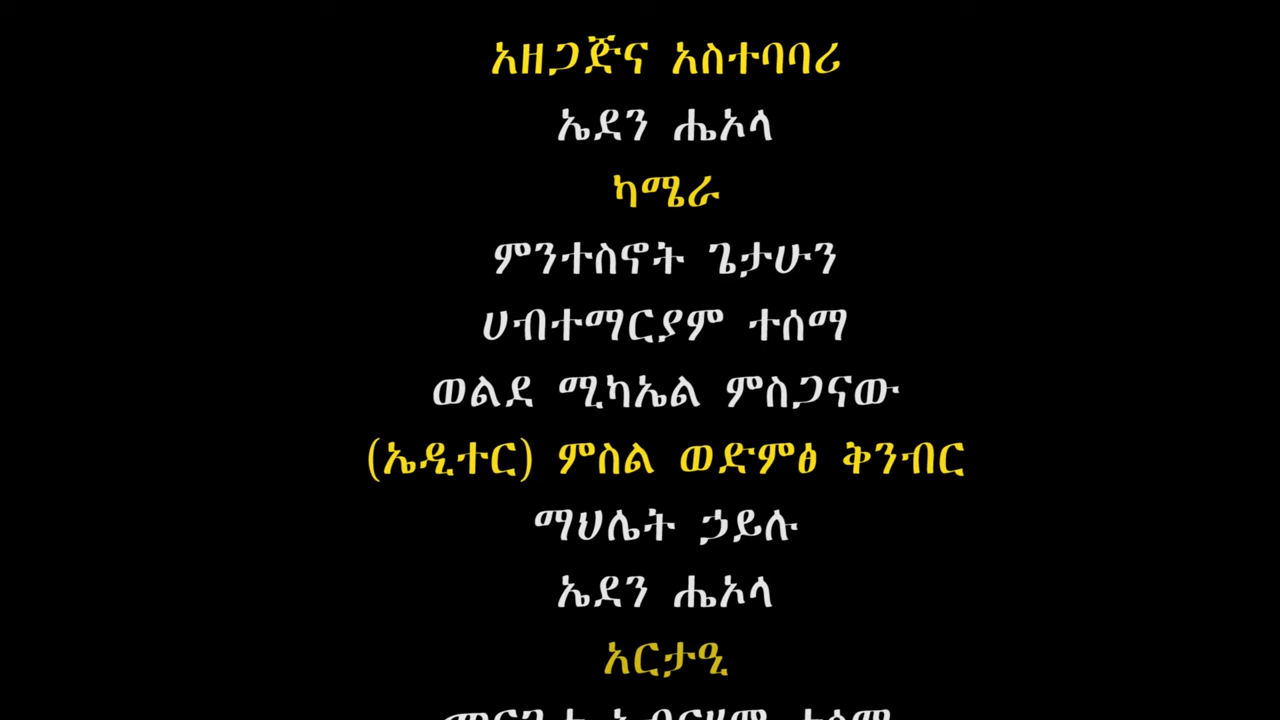 አዘጋጅና አስተባባሪ
ኤደን ሔኦላ
ካሜራ
ምንተስኖት ጌታሁን
ሀብተማርያም ተሰማ
ወልደ ሚካኤል ምስጋናው
(ኤዲተር) ምስል ወድምፅ ቅንብር
ማህሌት ኃይሉ
ኤደን ሔኦላ
አርታዒ